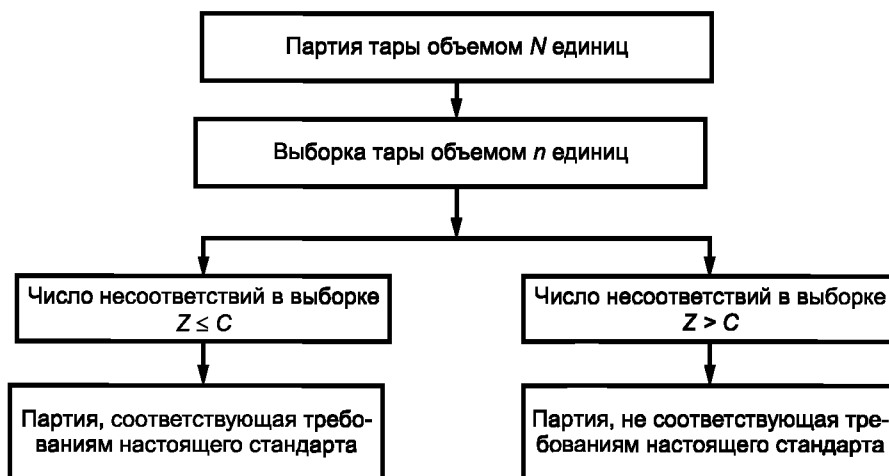 Партия тары объемом N единиц
Выборка тары объемом n единиц
Число несоответствий в выборке
Z ≤ C
Число несоответствий в выборке
Z > C
Партия, соответствующая требо-
ваниям настоящего стандарта
Партия, не соответствующая тре-
бованиям настоящего стандарта